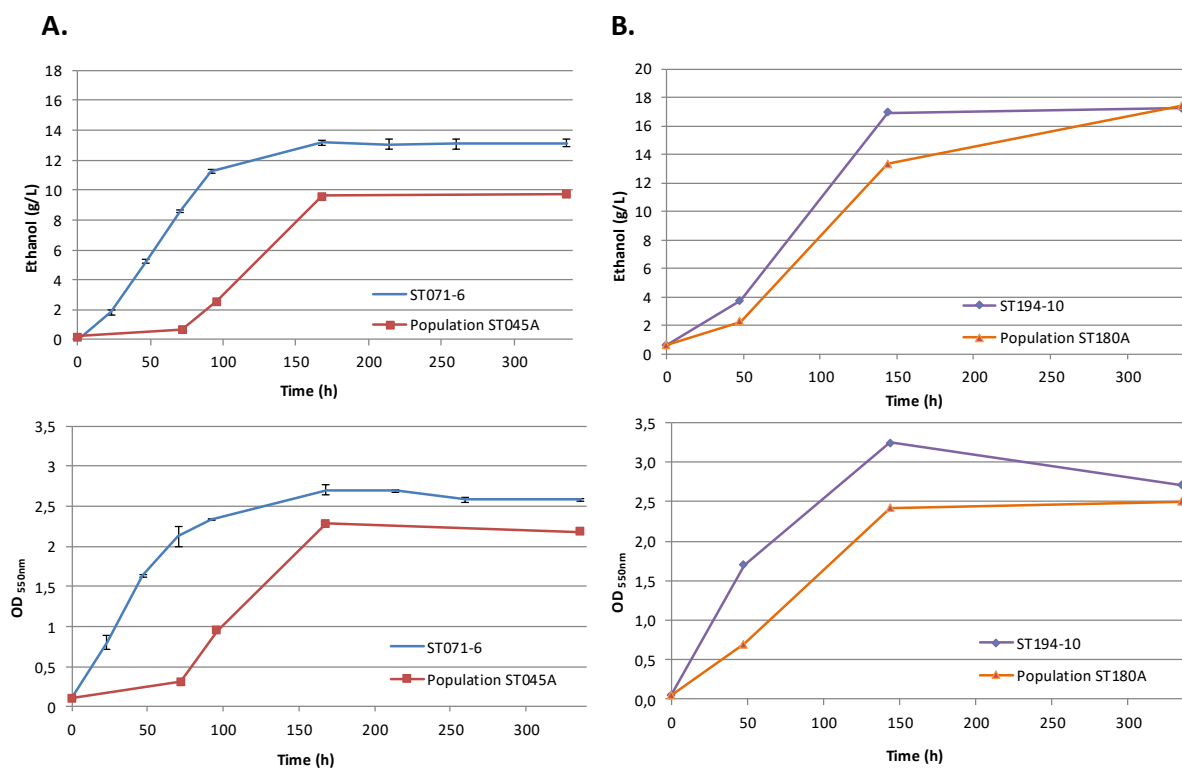 A.
18
16
14
12
10
8
6
4
2
0
Ethanol (g/L)
ST071-6
Population ST045A
0 50 100 150 200 250 300
Time (h)
3,5
3
2,5
2
1,5
1
0,5
0
OD 550nm
ST071-6
Population ST045A
0 50 100 150 200 250 300
Time (h)
B.
20
18
16
14
12
10
8
6
4
2
0
Ethanol (g/L)
ST194-10
Population ST180A
0 50 100 150 200 250 300
Time (h)
3,5
3,0
2,5
2,0
1,5
1,0
0,5
0,0
OD 550nm
ST194-10
Population ST180A
0 50 100 150 200 250 300
Time (h)